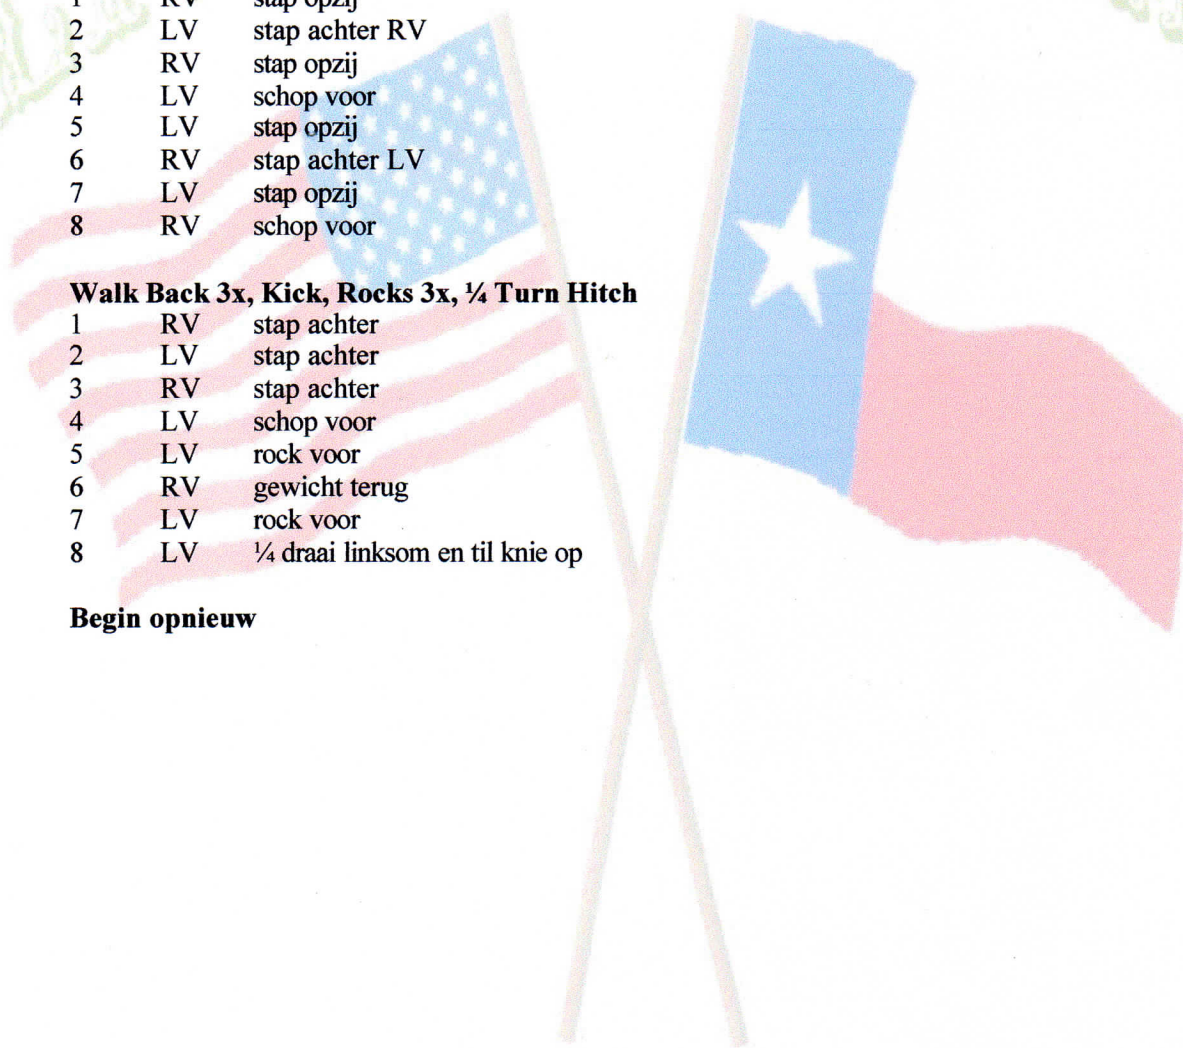 1 RV stap opzij
2 LV stap achter RV
3 RV stap opzij
4 LV schop voor
5 LV stap opzij
6 RV stap achter LV
7 LV stap opzij
8 RV schop voor
Walk Back 3x, Kick, Rocks 3x, ¼ Turn Hitch
1 RV stap achter
2 LV stap achter
3 RV stap achter
4 LV schop voor
5 LV rock voor
6 RV gewicht terug
7 LV rock voor
8 LV ¼ draai linksom en til knie op
Begin opnieuw